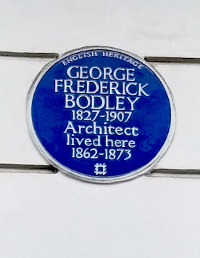 ENGLISH HERITAGE
GEORGE
FREDERICK
BODLEY
1827-1907
Architect
lived here
1862-1873